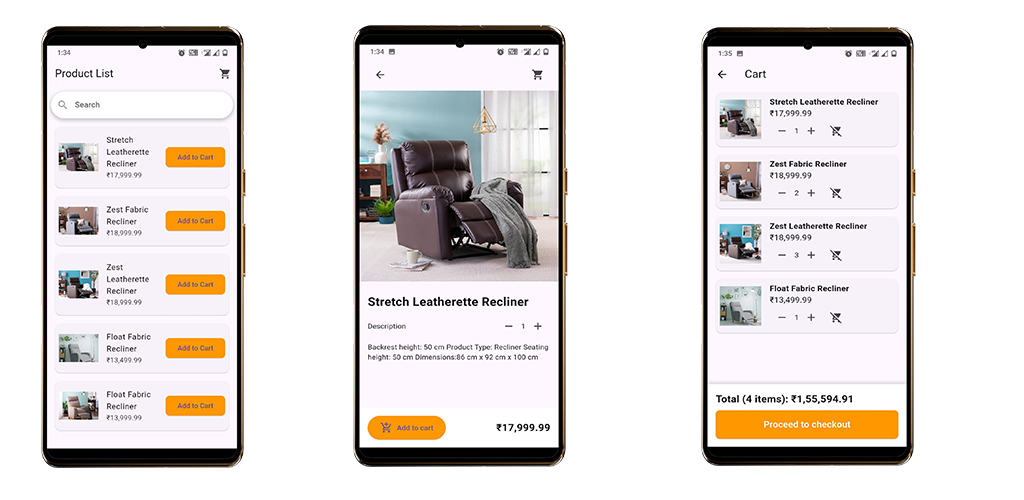 1:34
Product List
Search
Stretch
Leatherette
Recliner
₹17,999.99
Add to Cart
Zest Fabric
Recliner
₹18,999.99
Add to Cart
Zest
Leatherette
Recliner
₹18,999.99
Add to Cart
Float Fabric
Recliner
₹13,499.99
Add to Cart
Float Fabric
Recliner
₹13,999.99
Add to Cart
1:34
Stretch Leatherette Recliner
Description
1
Backrest height: 50 cm Product Type: Recliner Seating
height: 50 cm Dimensions:86 cm x 92 cm x 100 cm
Add to cart
₹17,999.99
1:35
Cart
Stretch Leatherette Recliner
₹17,999.99
1
Zest Fabric Recliner
₹18,999.99
2
Zest Leatherette Recliner
₹18,999.99
3
Float Fabric Recliner
₹13,499.99
1
Total (4 items): ₹1,55,594.91
Proceed to checkout